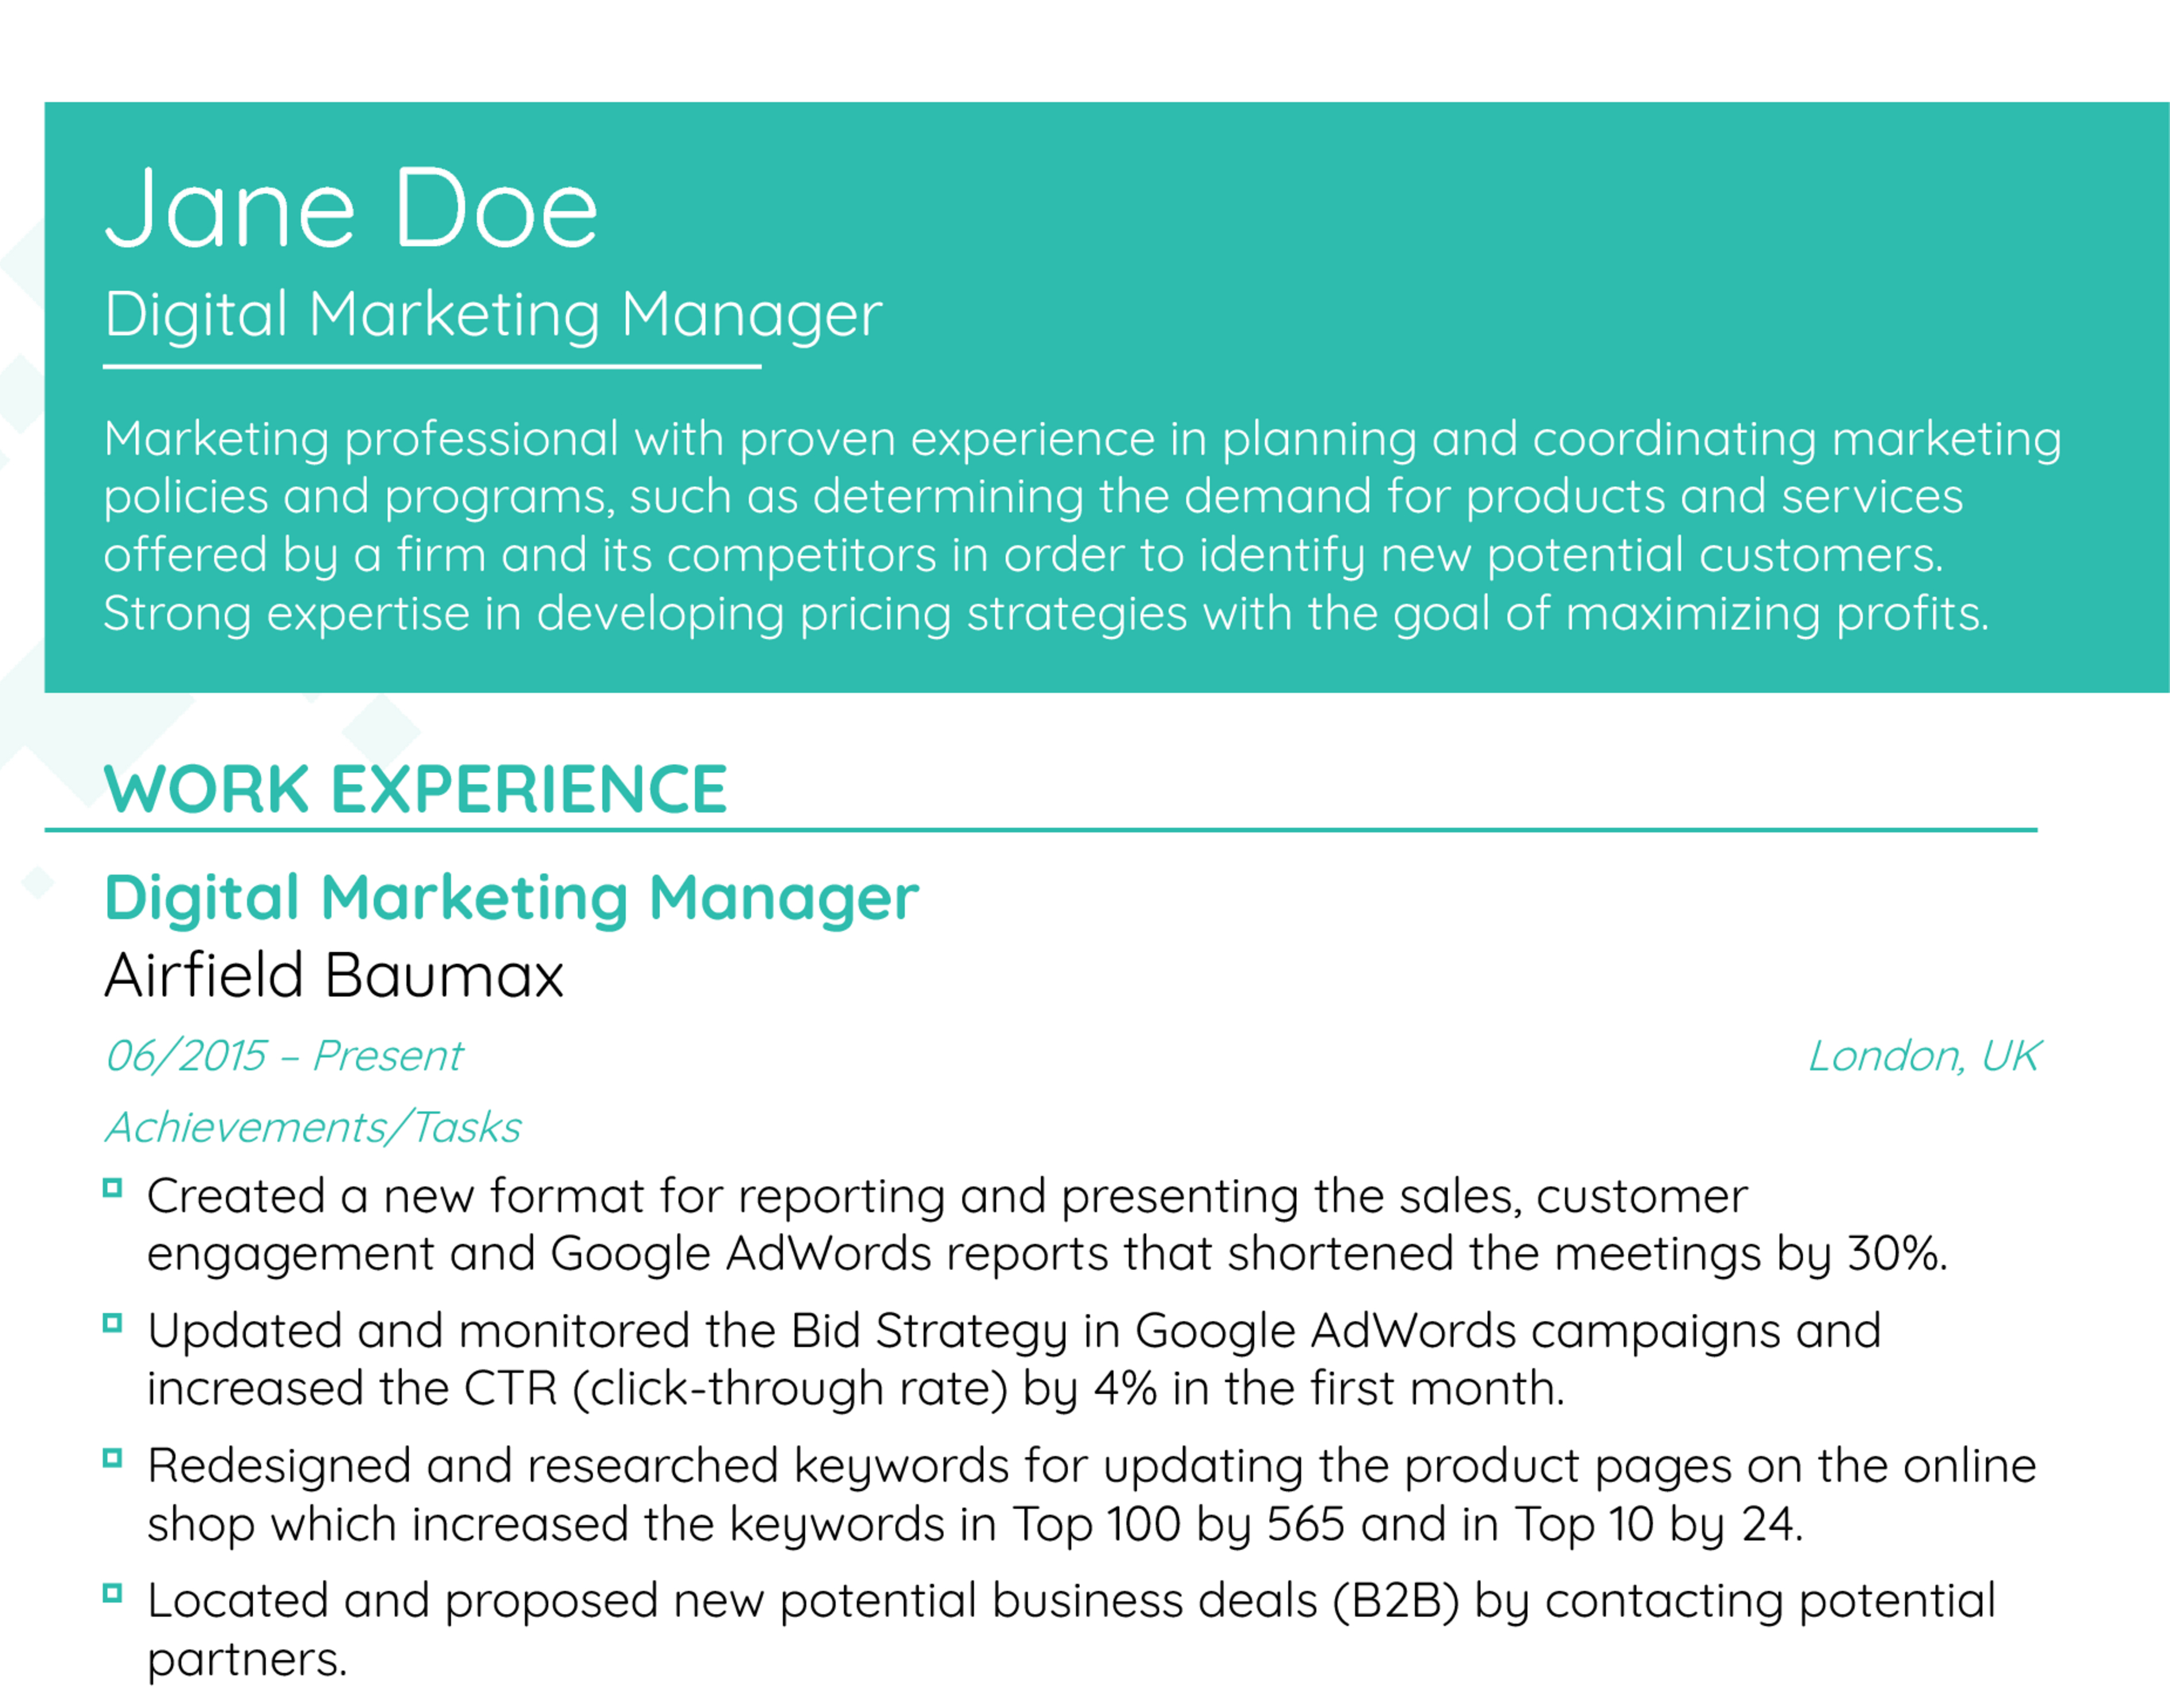 Jane Doe
Digital Marketing Manager
Marketing professional with proven experience in planning and coordinating marketing
policies and programs, such as determining the demand for products and services
offered by a firm and its competitors in order to identify new potential customers.
Strong expertise in developing pricing strategies with the goal of maximizing profits.
WORK EXPERIENCE
Digital Marketing Manager
Airfield Baumax
06/2015 – Present London, UK
Achievements/Tasks
Created a new format for reporting and presenting the sales, customer
engagement and Google AdWords reports that shortened the meetings by 30%.
Updated and monitored the Bid Strategy in Google AdWords campaigns and
increased the CTR (click-through rate) by 4% in the first month.
Redesigned and researched keywords for updating the product pages on the online
shop which increased the keywords in Top 100 by 565 and in Top 10 by 24.
Located and proposed new potential business deals (B2B) by contacting potential
partners.